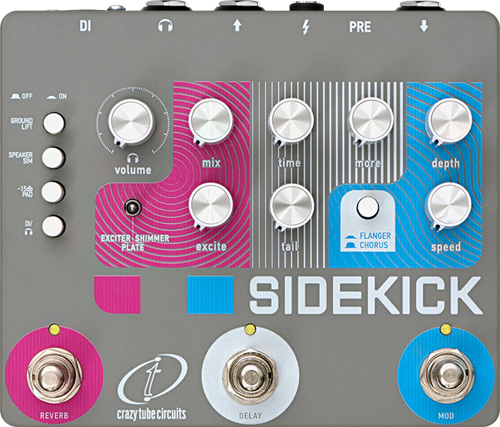 DI
PRE
OFF ON
GROUND
LIFT
SPEAKER
SIM
-15db
PAD
DI/
volume
mix
time
more
depth
EXCITER SHIMMER
PLATE
excite
tail
FLANGER
CHORUS
speed
SIDEKICK
REVERB
crazy tube circuits
DELAY
MOD